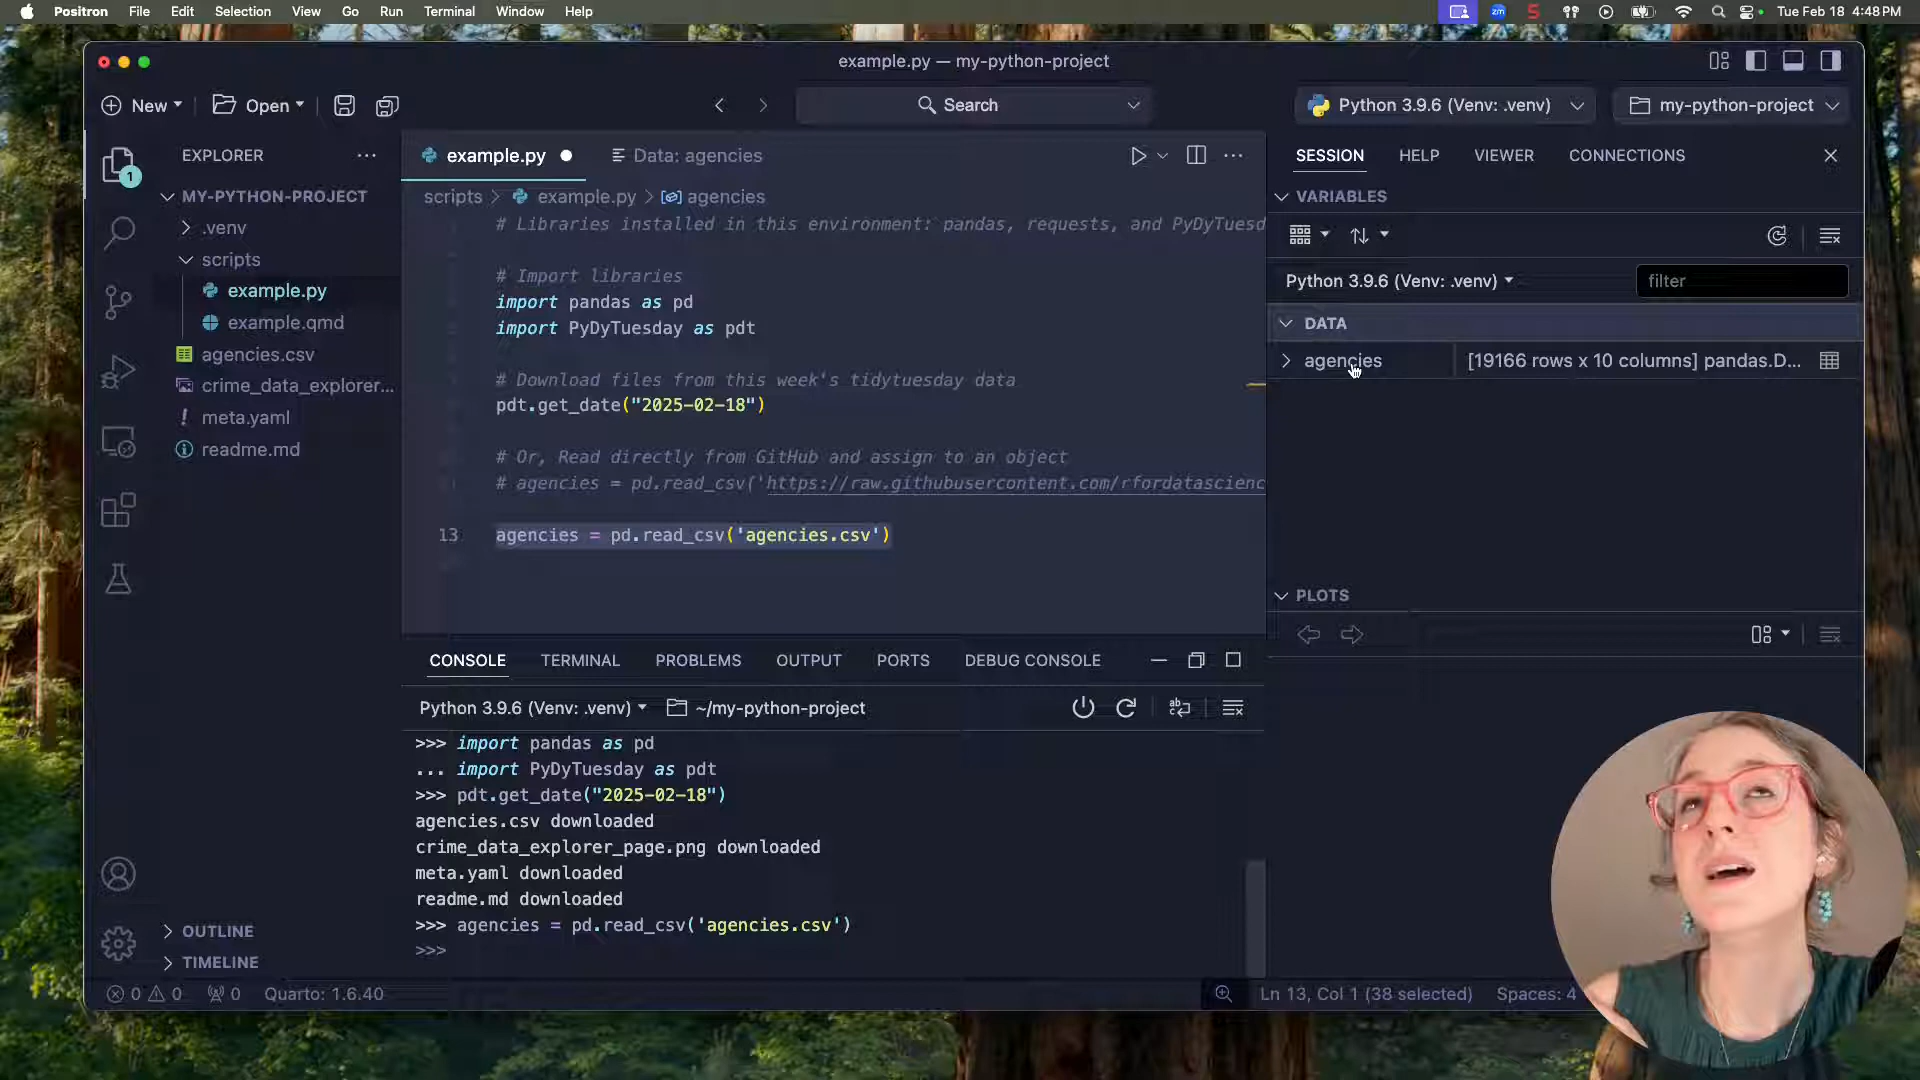 Positron File Edit Selection View Go Run Terminal Window Help
zm
Tue Feb 18 4:48 PM
example.py — my-python-project
New
Open
Search
Python 3.9.6 (Venv: .venv)
my-python-project
EXPLORER
1
MY-PYTHON-PROJECT
.venv
scripts
example.py
example.qmd
agencies.csv
crime_data_explorer...
meta.yaml
readme.md
OUTLINE
TIMELINE
example.py
Data: agencies
scripts > example.py > agencies
# Libraries installed in this environment: pandas, requests, and PyDyTuesd
# Import libraries
import pandas as pd
import PyDyTuesday as pdt
# Download files from this week's tidytuesday data
pdt.get_date("2025-02-18")
# Or, Read directly from GitHub and assign to an object
# agencies = pd.read_csv('https://raw.githubusercontent.com/rfordatascienc
13 agencies = pd.read_csv('agencies.csv')
CONSOLE TERMINAL PROBLEMS OUTPUT PORTS DEBUG CONSOLE
Python 3.9.6 (Venv: .venv)
~/my-python-project
>>> import pandas as pd
... import PyDyTuesday as pdt
>>> pdt.get_date("2025-02-18")
agencies.csv downloaded
crime_data_explorer_page.png downloaded
meta.yaml downloaded
readme.md downloaded
>>> agencies = pd.read_csv('agencies.csv')
>>>
SESSION HELP VIEWER CONNECTIONS
VARIABLES
Python 3.9.6 (Venv: .venv)
filter
DATA
agencies [19166 rows x 10 columns] pandas.D...
PLOTS
0 0 0 Quarto: 1.6.40
Ln 13, Col 1 (38 selected) Spaces: 4